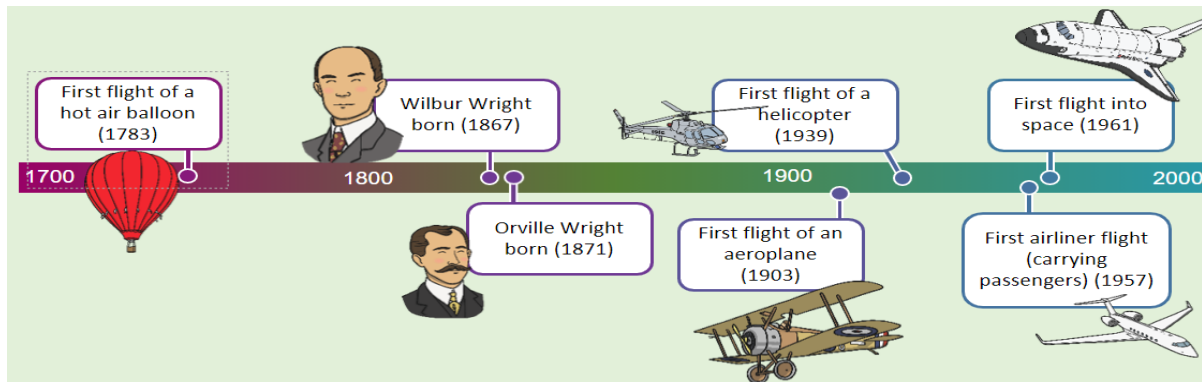 First flight of a
hot air balloon
(1783)
Wilbur Wright
born (1867)
First flight of a
helicopter
(1939)
First flight into
space (1961)
1700
1800
1900
2000
Orville Wright
born (1871)
First flight of an
aeroplane
(1903)
First airliner flight
(carrying
passengers) (1957)